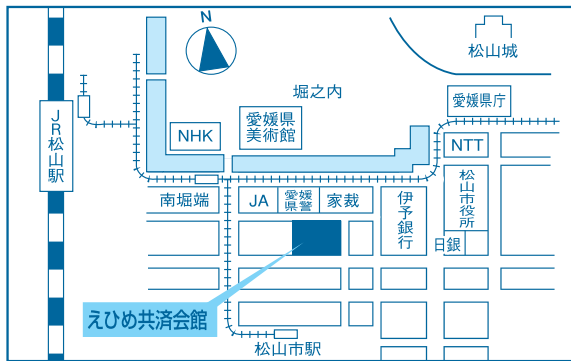 N
松山城
堀之内
愛媛県庁
JR松山駅
NHK
愛媛県
美術館
NTT
南堀端
JA
愛媛
県警
家裁
伊予銀行
松山市役所
日銀
えひめ共済会館
松山市駅